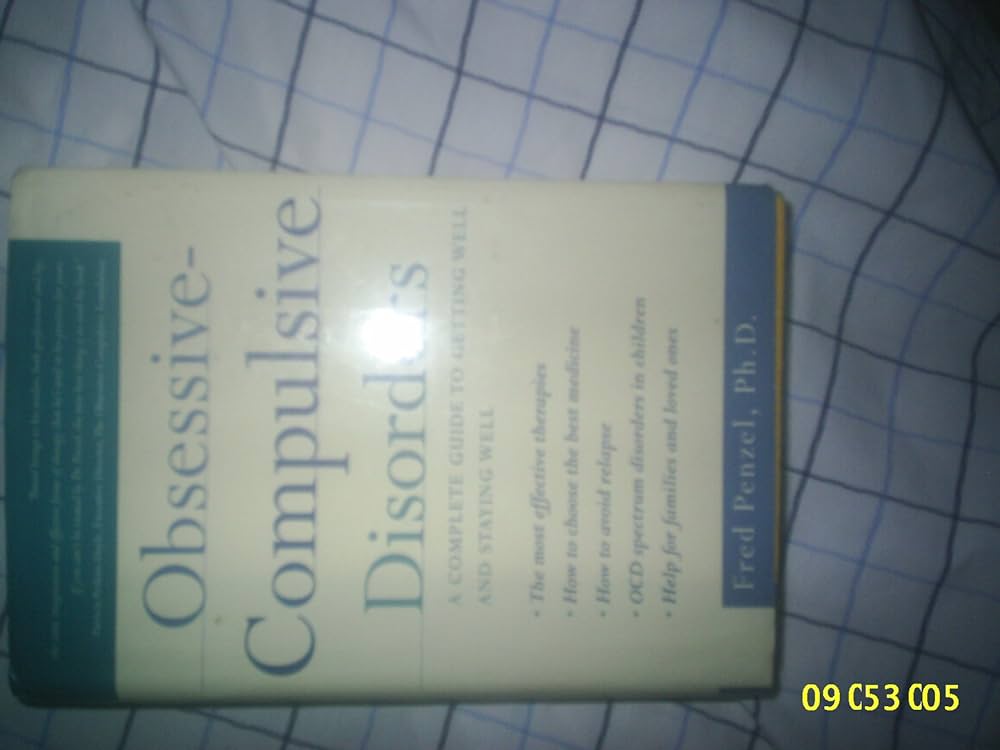 Obsessive-
Compulsive
Disorders
A COMPLETE GUIDE TO GETTING WELL
AND STAYING WELL
• The most effective therapies
• How to choose the best medicine
• How to avoid relapse
• OCD spectrum disorders in children
• Help for families and loved ones
Fred Penzel, Ph.D.
09 C53 C05